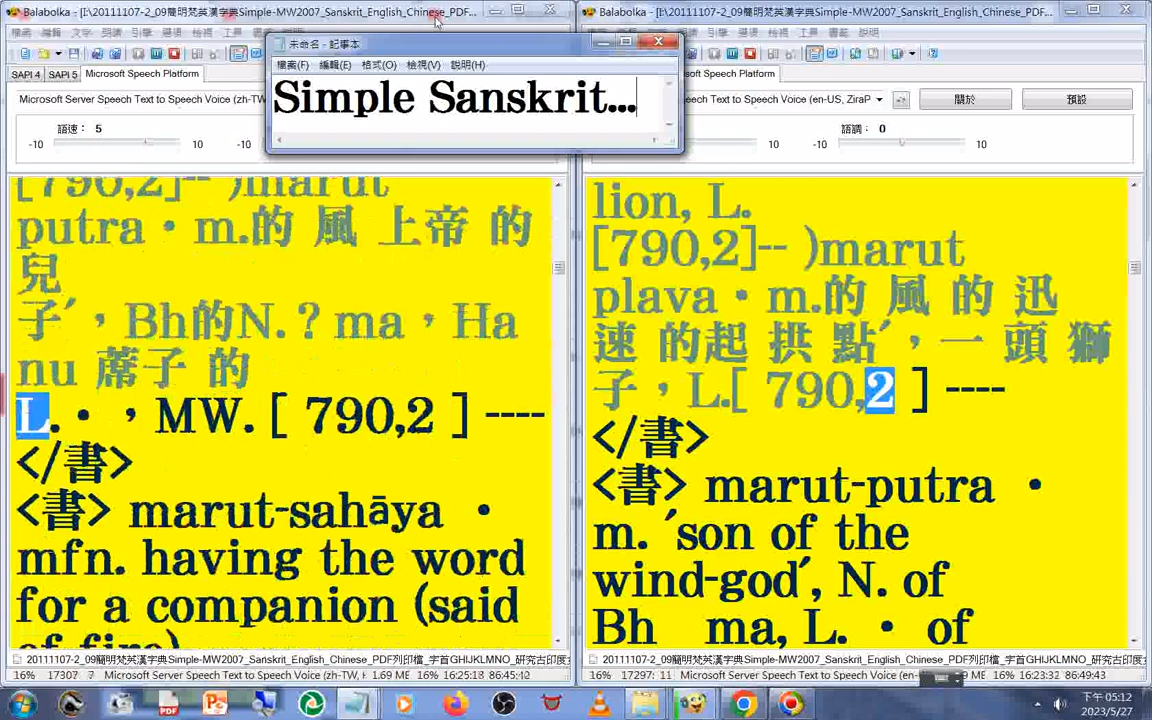 Balabolka - [I:\20111107-2_09簡明梵英漢字典Simple-MW2007_Sanskrit_English_Chinese_PDF...
檔案 編輯 文字
未命名 - 記事本
檔案(F) 編輯(E) 格式(O) 檢視(V) 說明(H)
Simple Sanskrit...
SAPI 4 SAPI 5 Microsoft Speech Platform
Microsoft Server Speech Text to Speech Voice (zh-TW,
語速： 5
-10 10 -10
[790,2]-- )marut
putra・m.的 風 上帝 的
兒
子′，Bh的N.？ma，Ha
nu 蓆子 的
L.・，MW. [ 790,2 ] ----
</書>
<書> marut-sahāya ・
mfn. having the word
for a companion (said
of fire)
20111107-2_09簡明梵英漢字典Simple-MW2007_Sanskrit_English_Chinese_PDF列印檔_字首GHIJKLMNO_研究古印度
16% 17307: 7 Microsoft Server Speech Text to Speech Voice (zh-TW, 1.69 MB 16% 16:25:18 86:45:42
Balabolka - [I:\20111107-2_09簡明梵英漢字典Simple-MW2007_Sanskrit_English_Chinese_PDF...
Microsoft Speech Platform
Speech Text to Speech Voice (en-US, ZiraP
關於 預設
語調： 0
10 -10 10
lion, L.
[790,2]-- )marut
plava・m.的 風 的 迅
速 的起 拱 點′，一 頭 獅
子，L.[ 790,2 ] ----
</書>
<書> marut-putra ・
m. ′son of the
wind-god′, N. of
Bh ma, L. ・ of
20111107-2_09簡明梵英漢字典Simple-MW2007_Sanskrit_English_Chinese_PDF列印檔_字首GHIJKLMNO_研究古印度
16% 17297: 11 Microsoft Server Speech Text to Speech Voice 16% 16:23:32 86:49:43
下午 05:12
2023/5/27